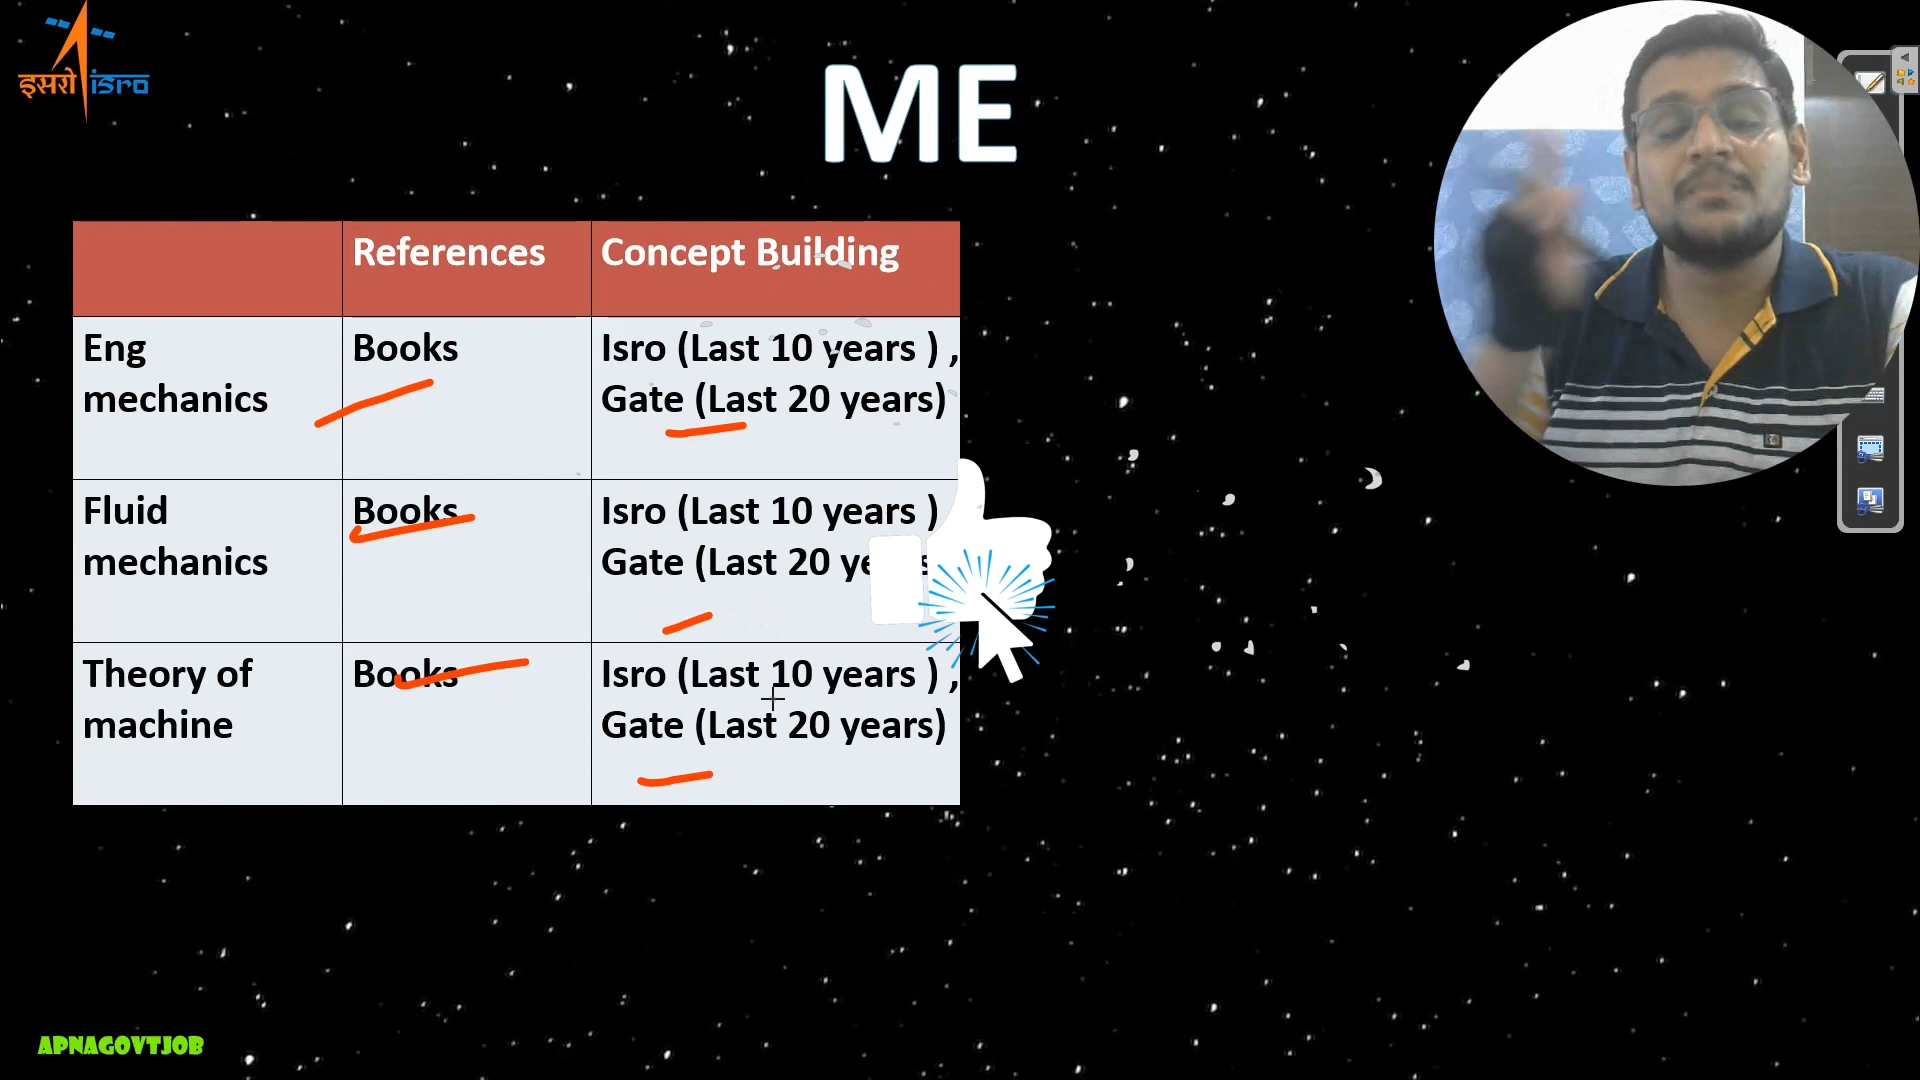 इसरो isro
ME
References
Concept Building
Eng
mechanics
Books
Isro (Last 10 years ) ,
Gate (Last 20 years)
Fluid
mechanics
Books
Isro (Last 10 years )
Gate (Last 20
Theory of
machine
Books
Isro (Last 10 years ) ,
Gate (Last 20 years)
APNAGOVTJOB